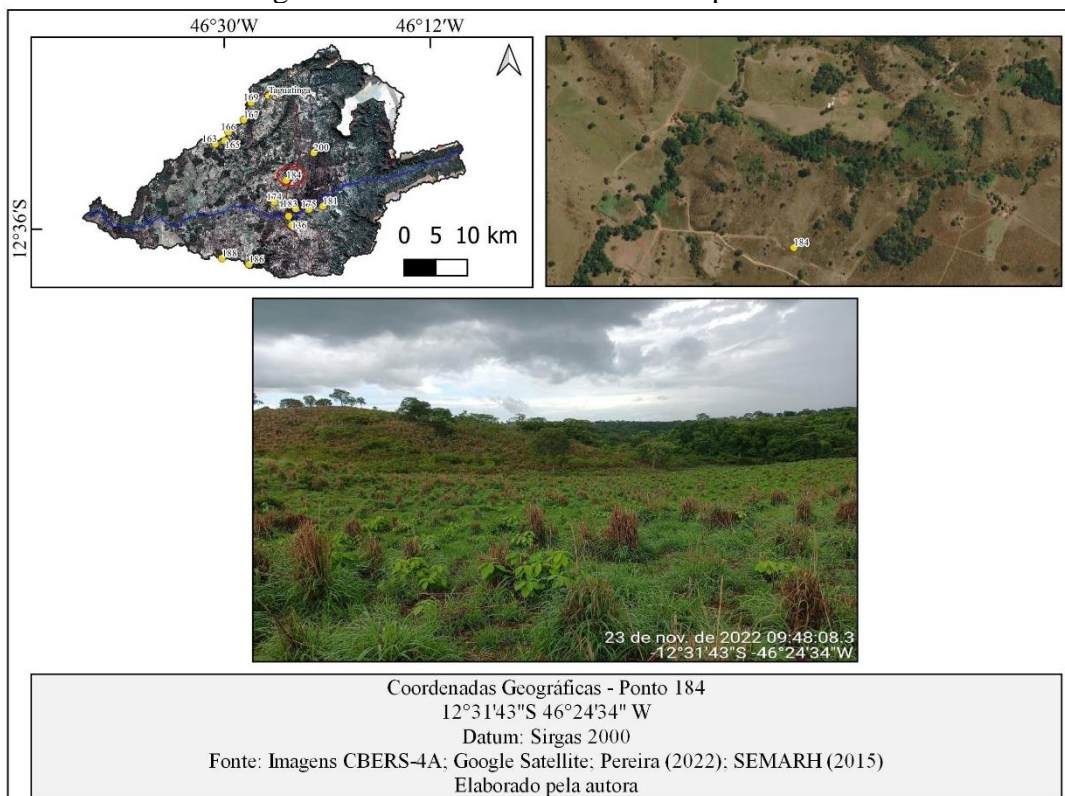 46°30'W 46°12'W
Taguatinga
169
167
166
163 165
200
184
174
183 175 181
186
188 186
12°36'S
0 5 10 km
184
23 de nov. de 2022 09:48:08.3
-12°31'43"S -46°24'34"W
Coordenadas Geográficas - Ponto 184
12°31'43"S 46°24'34" W
Datum: Sirgas 2000
Fonte: Imagens CBERS-4A; Google Satellite; Pereira (2022); SEMARH (2015)
Elaborado pela autora